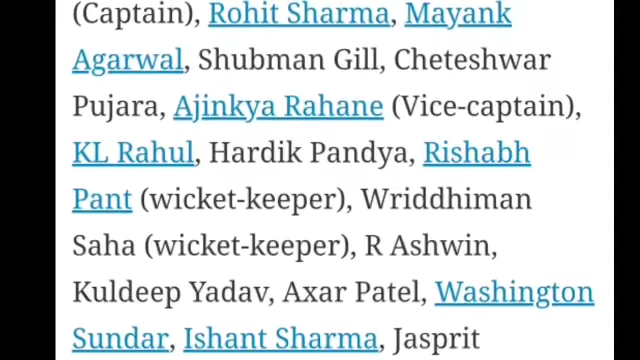 (Captain), Rohit Sharma, Mayank
Agarwal, Shubman Gill, Cheteshwar
Pujara, Ajinkya Rahane (Vice-captain),
KL Rahul, Hardik Pandya, Rishabh
Pant (wicket-keeper), Wriddhiman
Saha (wicket-keeper), R Ashwin,
Kuldeep Yadav, Axar Patel, Washington
Sundar, Ishant Sharma, Jasprit